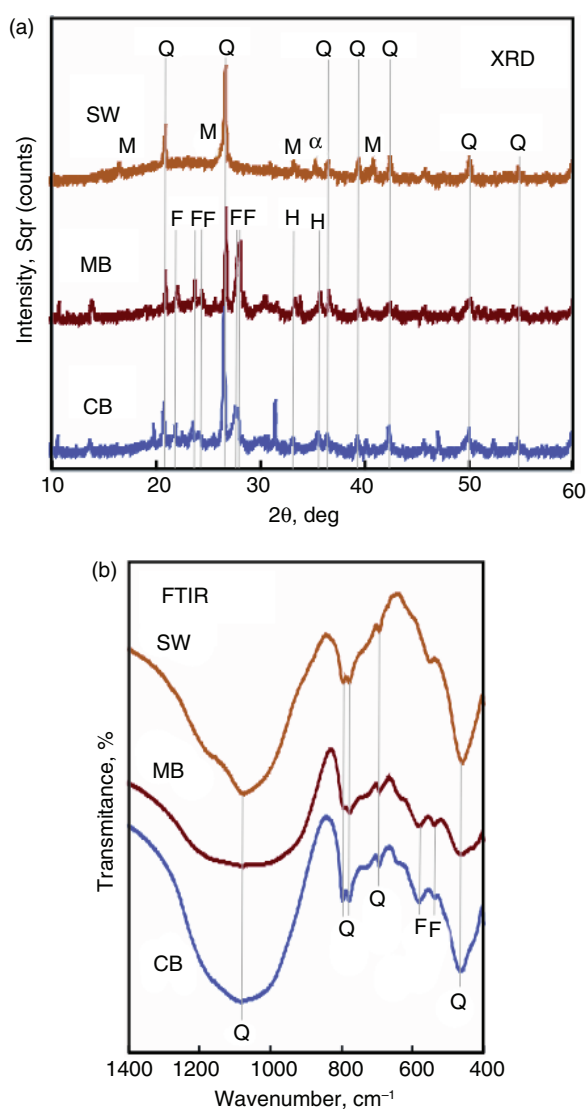 (a)
Q Q Q Q Q XRD
SW
M M M α M Q Q
F FF FF H H
MB
CB
Intensity, Sqr (counts)
10 20 30 40 50 60
2θ, deg
(b)
FTIR
SW
MB
CB
Q Q F F
Q Q
Transmitance, %
1400 1200 1000 800 600 400
Wavenumber, cm⁻¹